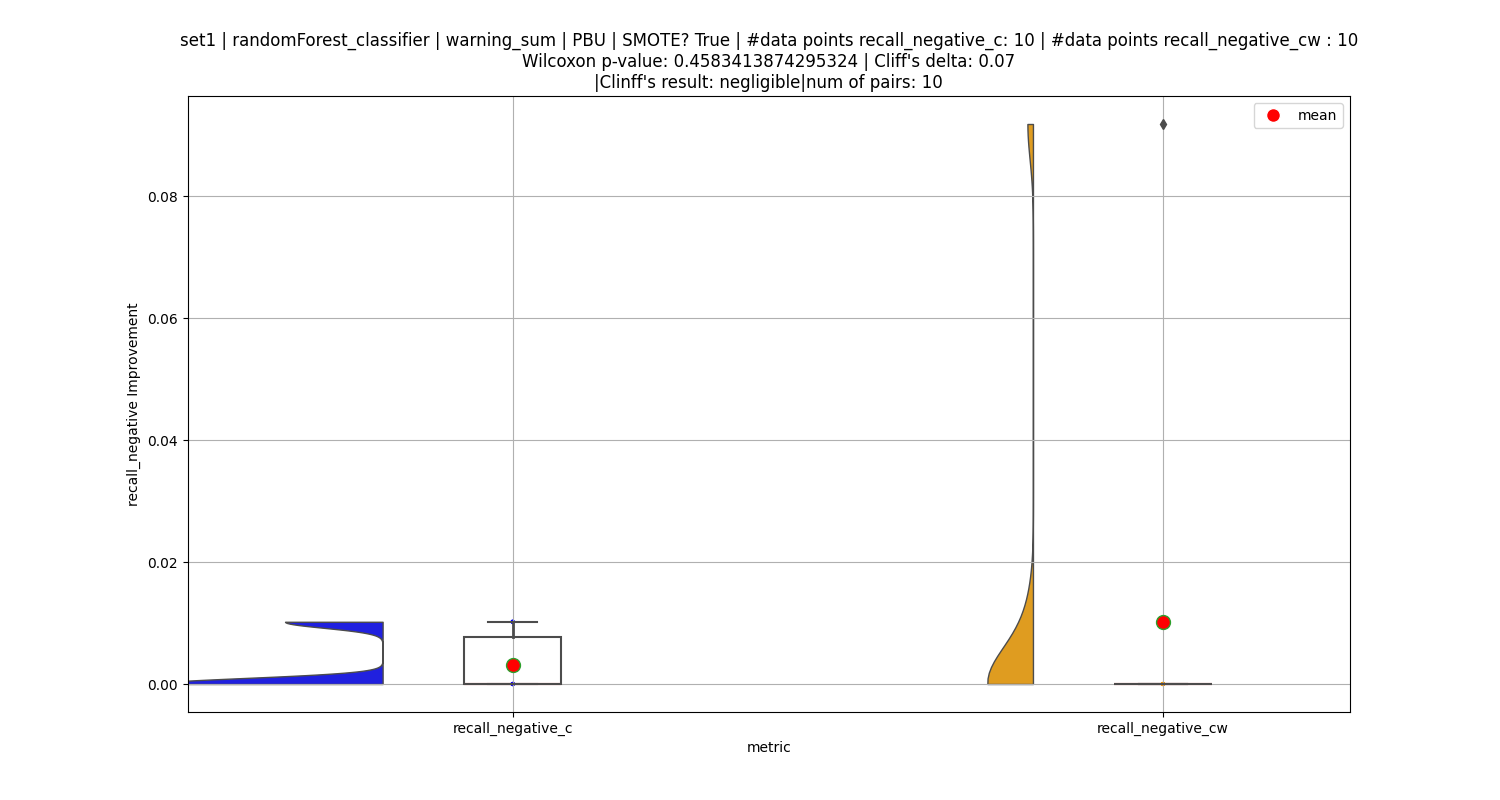 set1 | randomForest_classifier | warning_sum | PBU | SMOTE? True | #data points recall_negative_c: 10 | #data points recall_negative_cw : 10
Wilcoxon p-value: 0.4583413874295324 | Cliff's delta: 0.07
|Clinff's result: negligible|num of pairs: 10
mean
recall_negative Improvement
0.08
0.06
0.04
0.02
0.00
recall_negative_c
recall_negative_cw
metric